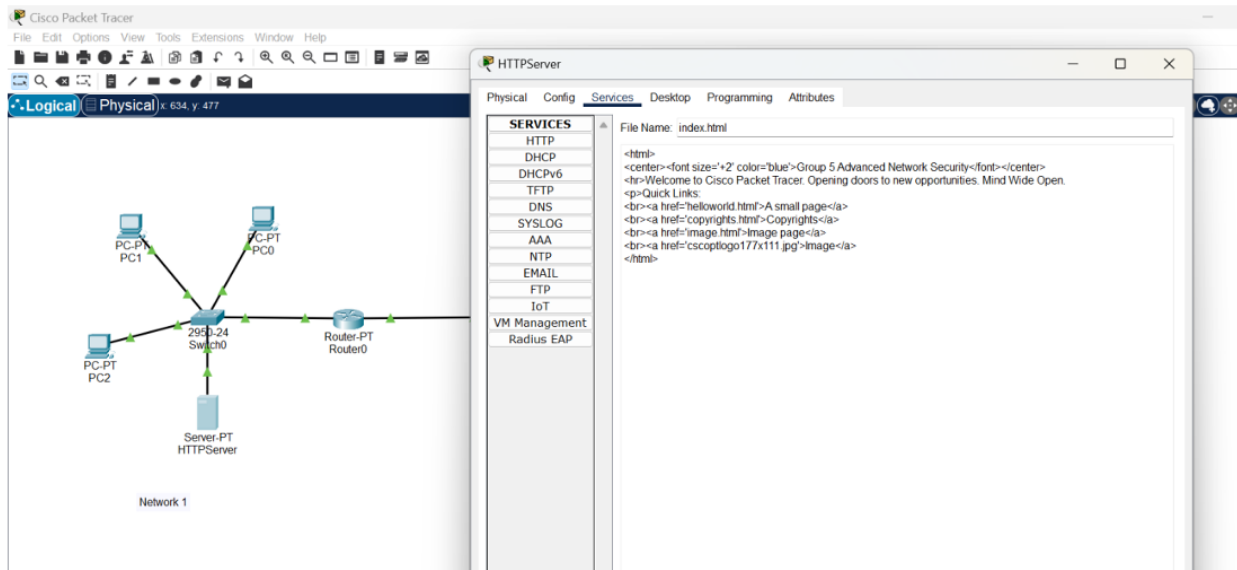 Cisco Packet Tracer
File Edit Options View Tools Extensions Window Help
Logical Physical x: 634, y: 477
PC-PT
PC1
PC-PT
PC0
2950-24
Switch0
Router-PT
Router0
PC-PT
PC2
Server-PT
HTTPServer
Network 1
HTTPServer
Physical Config Services Desktop Programming Attributes
SERVICES
HTTP
DHCP
DHCPv6
TFTP
DNS
SYSLOG
AAA
NTP
EMAIL
FTP
IoT
VM Management
Radius EAP
File Name: index.html
<html>
<center><font size='+2' color='blue'>Group 5 Advanced Network Security</font></center>
<hr>Welcome to Cisco Packet Tracer. Opening doors to new opportunities. Mind Wide Open.
<p>Quick Links:
<br><a href='helloworld.html'>A small page</a>
<br><a href='copyrights.html'>Copyrights</a>
<br><a href='image.html'>Image page</a>
<br><a href='cscoptlogo177x111.jpg'>Image</a>
</html>